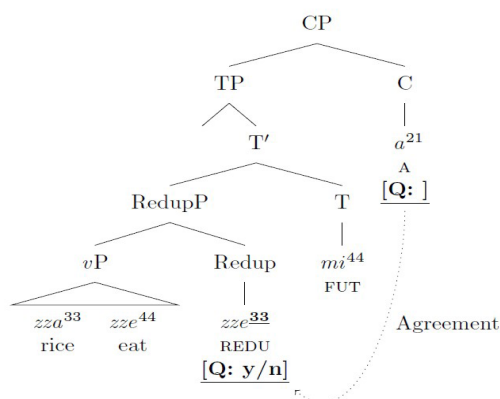 CP
TP C
T′ a²¹
A
[Q: ]
RedupP T
vP Redup mi⁴⁴
FUT
zza³³ zze⁴⁴ zze³³
rice eat REDU
Agreement
[Q: y/n]